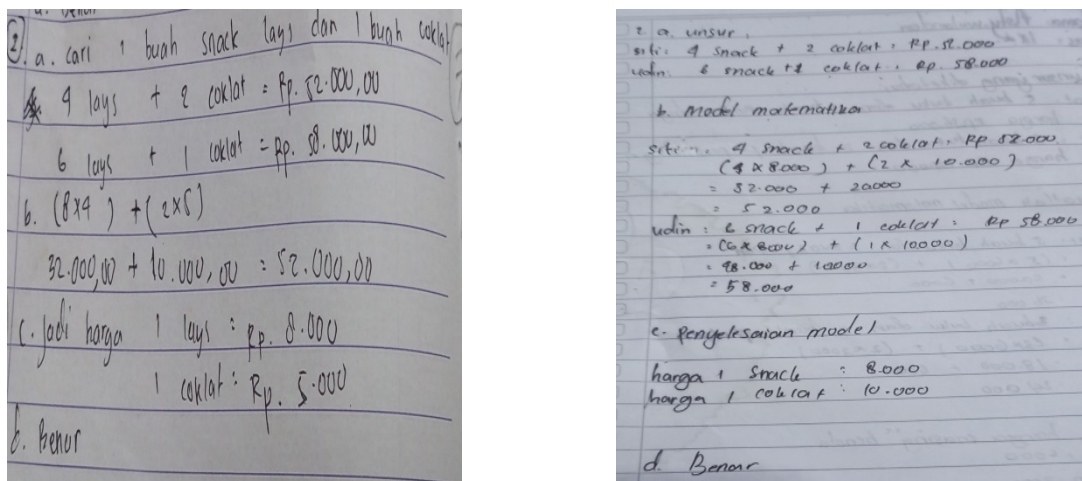 2. a. cari 1 buah snack lays dan 1 buah coklat
4 lays + 2 coklat = Rp. 52.000,00
6 lays + 1 coklat = Rp. 58.000,00
b. (8x4) + (2x5)
32.000,00 + 10.000,00 = 52.000,00
c. Jadi harga 1 lays : Rp. 8.000
1 coklat : Rp. 5.000
d. Benar
2. a. unsur.
siti : 4 snack + 2 coklat : Rp. 52.000
udin : 6 snack + 1 coklat : Rp. 58.000
b. Model matematika
siti : 4 snack + 2 coklat : Rp 52.000
(4 x 8000) + (2 x 10.000)
= 32.000 + 20000
= 52.000
udin : 6 snack + 1 coklat : Rp 58.000
= (6 x 8000) + (1 x 10000)
= 48.000 + 10000
= 58.000
c. Penyelesaian model
harga 1 snack : 8.000
harga 1 coklat : 10.000
d. Benar